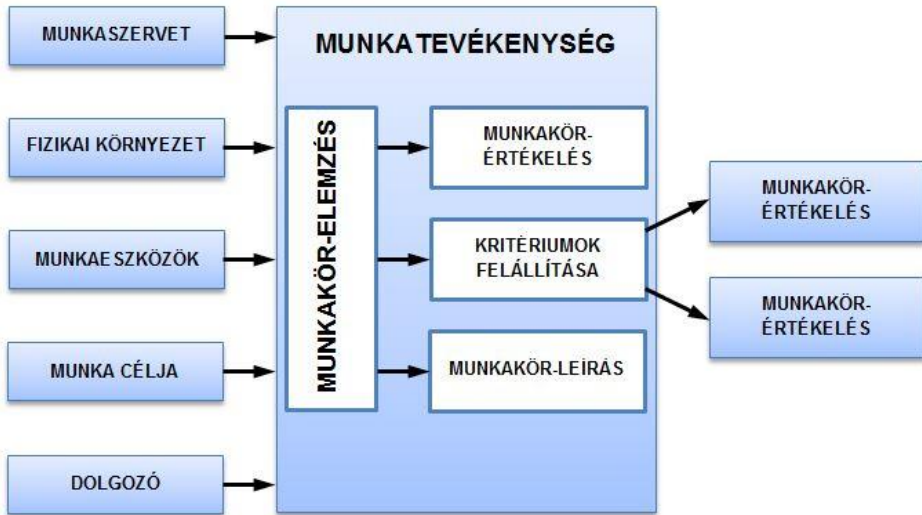 MUNKASZERVET
FIZIKAI KÖRNYEZET
MUNKAESZKÖZÖK
MUNKA CÉLJA
DOLGOZÓ
MUNKATEVÉKENYSÉG
MUNKAKÖR-ELEMZÉS
MUNKAKÖR-
ÉRTÉKELÉS
KRITÉRIUMOK
FELÁLLÍTÁSA
MUNKAKÖR-LEÍRÁS
MUNKAKÖR-
ÉRTÉKELÉS
MUNKAKÖR-
ÉRTÉKELÉS